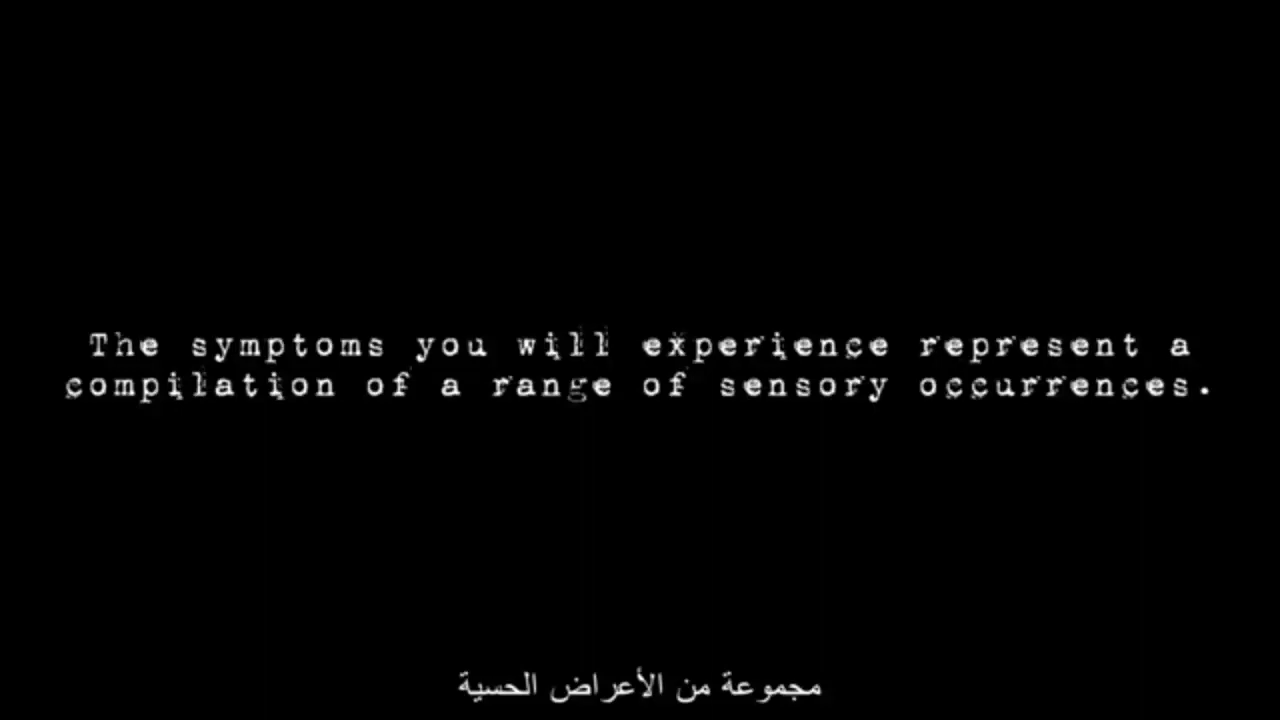 The symptoms you will experience represent a
compilation of a range of sensory occurrences.
مجموعة من الأعراض الحسية